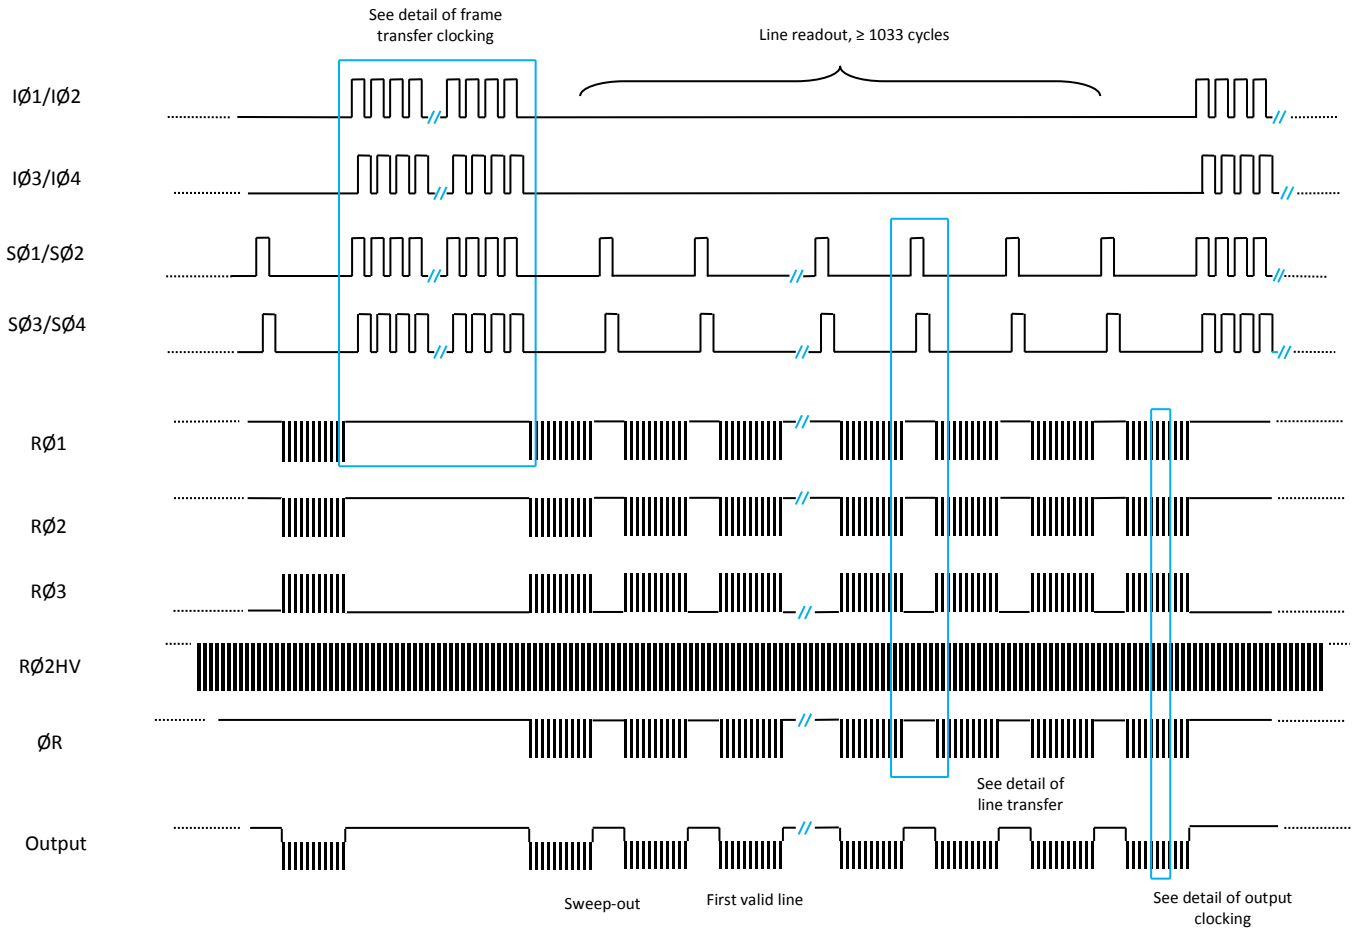 See detail of frame
transfer clocking
Line readout, ≥ 1033 cycles
IØ1/IØ2
IØ3/IØ4
SØ1/SØ2
SØ3/SØ4
RØ1
RØ2
RØ3
RØ2HV
ØR
See detail of
line transfer
Output
Sweep-out
First valid line
See detail of output
clocking